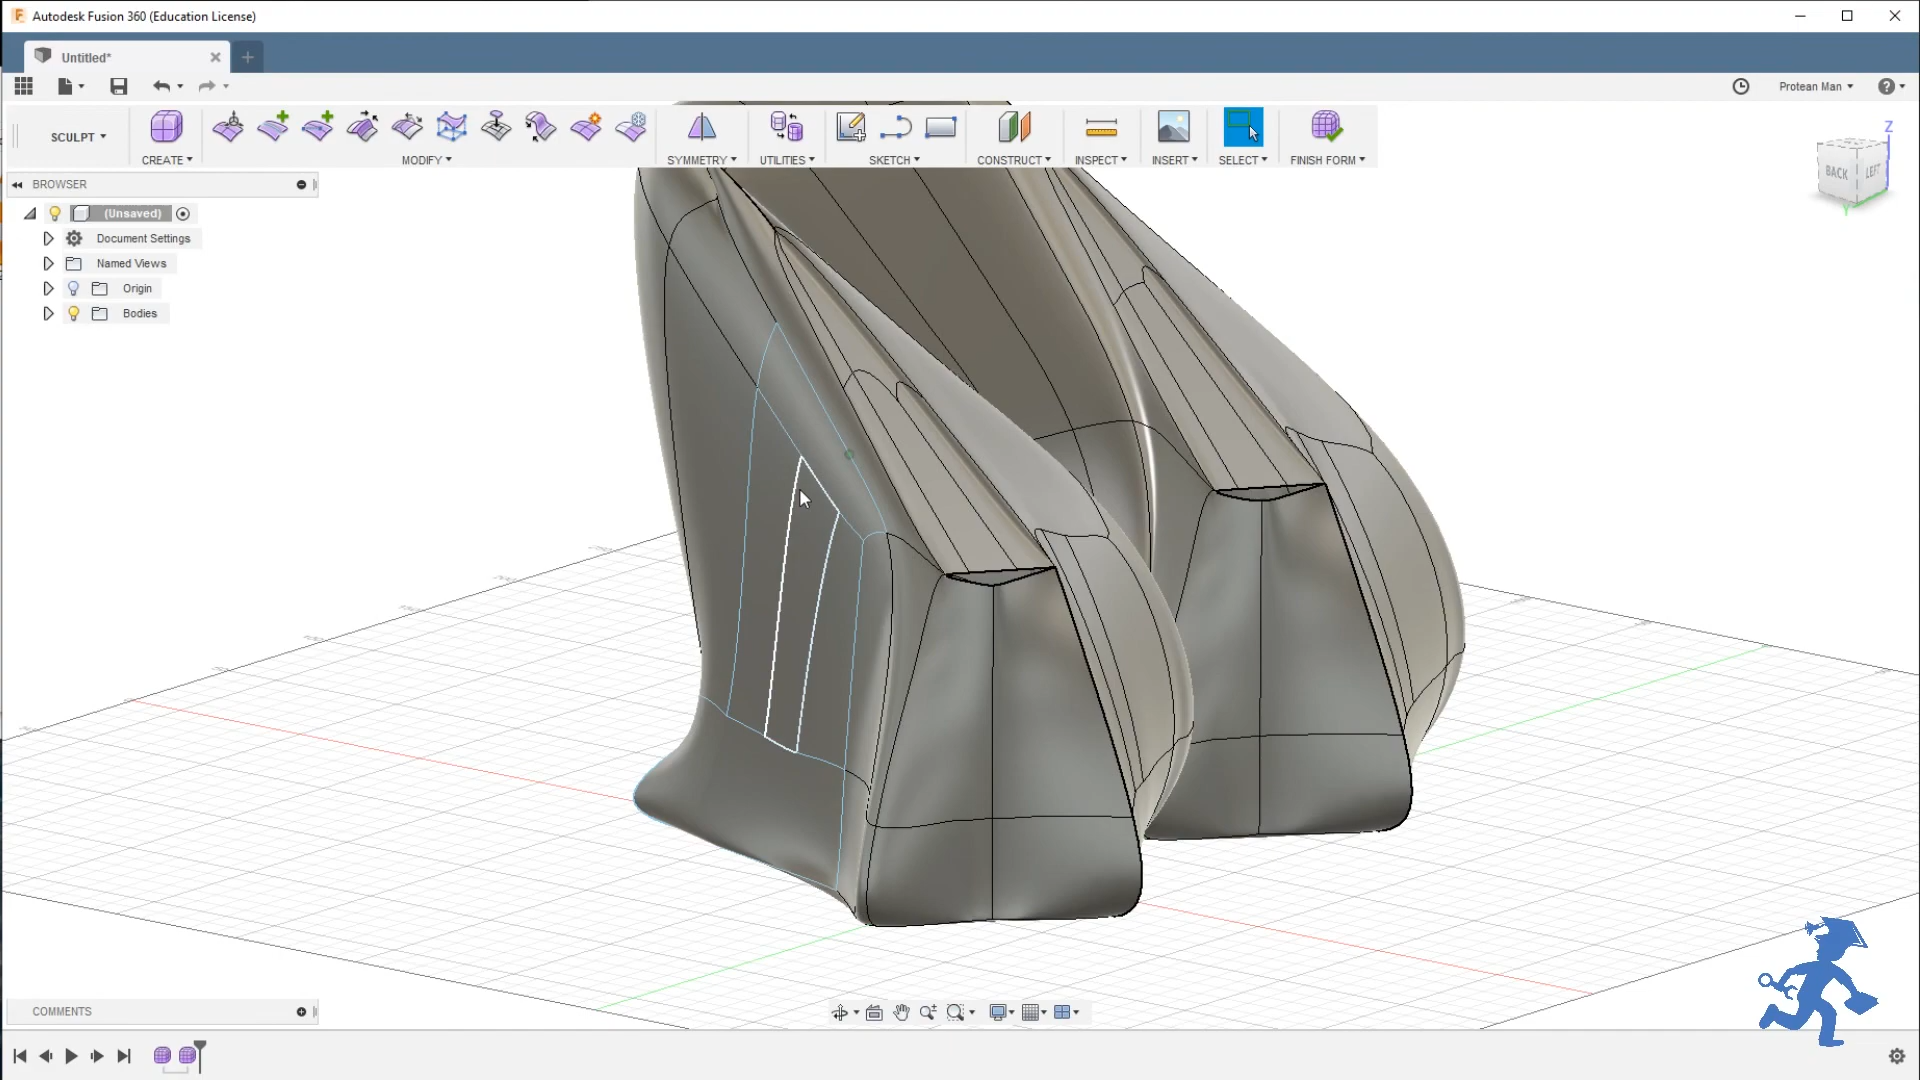 Autodesk Fusion 360 (Education License)
Untitled*
Protean Man
SCULPT
CREATE
MODIFY
SYMMETRY
UTILITIES
SKETCH
CONSTRUCT
INSPECT
INSERT
SELECT
FINISH FORM
BROWSER
(Unsaved)
Document Settings
Named Views
Origin
Bodies
Z
BACK
LEFT
Y
COMMENTS